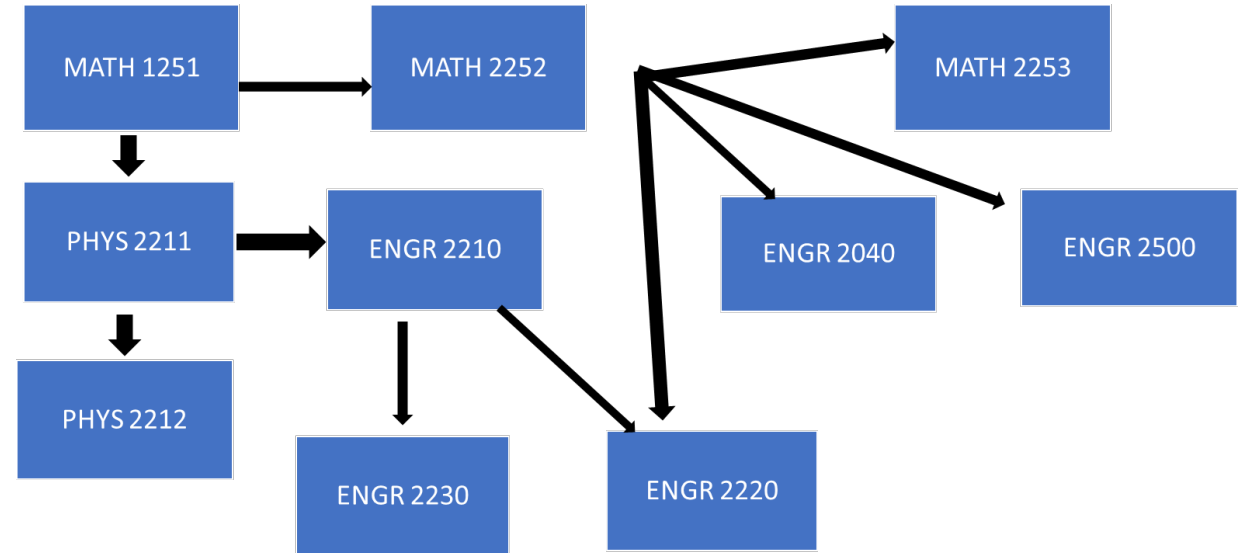 MATH 1251
MATH 2252
MATH 2253
PHYS 2211
ENGR 2210
ENGR 2040
ENGR 2500
PHYS 2212
ENGR 2230
ENGR 2220